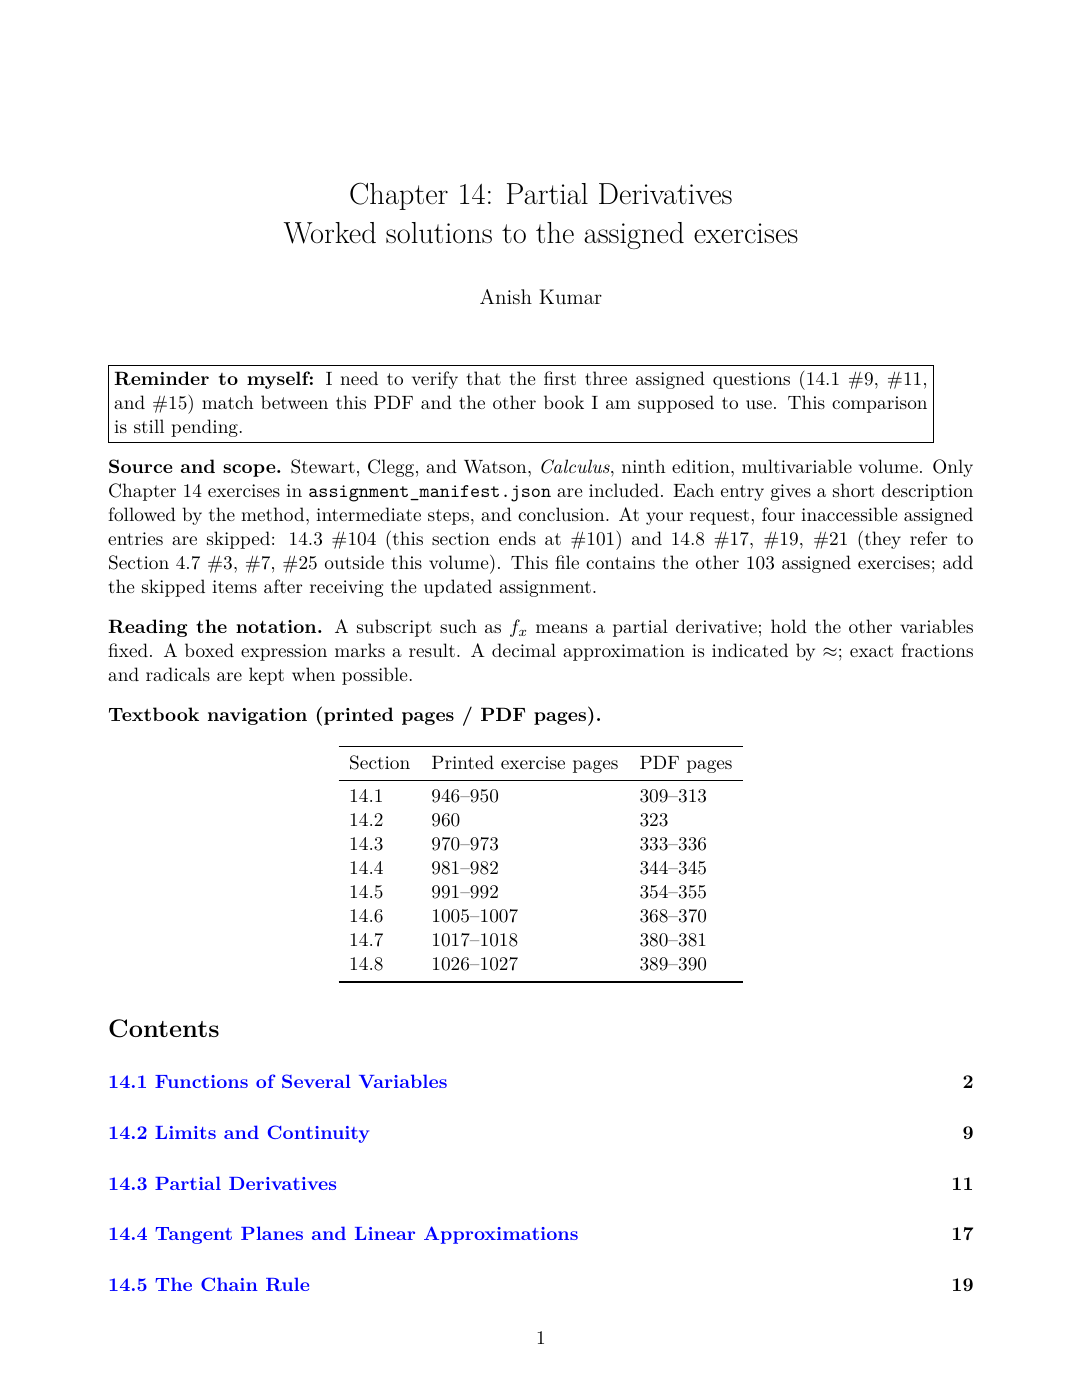 Chapter 14: Partial Derivatives
Worked solutions to the assigned exercises
Anish Kumar
Reminder to myself: I need to verify that the first three assigned questions (14.1 #9, #11,
and #15) match between this PDF and the other book I am supposed to use. This comparison
is still pending.
Source and scope. Stewart, Clegg, and Watson, Calculus, ninth edition, multivariable volume. Only
Chapter 14 exercises in assignment_manifest.json are included. Each entry gives a short description
followed by the method, intermediate steps, and conclusion. At your request, four inaccessible assigned
entries are skipped: 14.3 #104 (this section ends at #101) and 14.8 #17, #19, #21 (they refer to
Section 4.7 #3, #7, #25 outside this volume). This file contains the other 103 assigned exercises; add
the skipped items after receiving the updated assignment.
Reading the notation. A subscript such as fₓ means a partial derivative; hold the other variables
fixed. A boxed expression marks a result. A decimal approximation is indicated by ≈; exact fractions
and radicals are kept when possible.
Textbook navigation (printed pages / PDF pages).
Section Printed exercise pages PDF pages
14.1 946–950 309–313
14.2 960 323
14.3 970–973 333–336
14.4 981–982 344–345
14.5 991–992 354–355
14.6 1005–1007 368–370
14.7 1017–1018 380–381
14.8 1026–1027 389–390
Contents
14.1 Functions of Several Variables 2
14.2 Limits and Continuity 9
14.3 Partial Derivatives 11
14.4 Tangent Planes and Linear Approximations 17
14.5 The Chain Rule 19
1